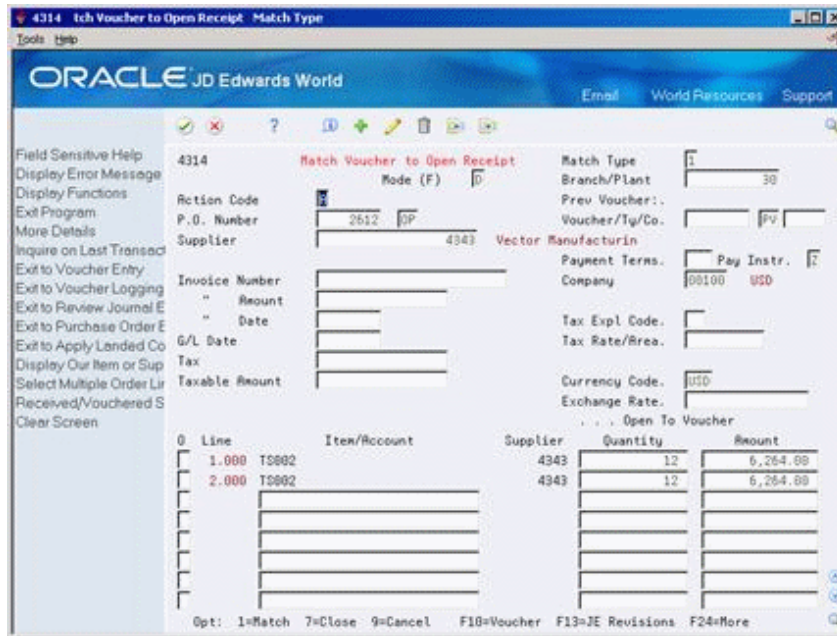 4314 tch Voucher to Open Receipt Match Type
Tools Help
ORACLE JD Edwards World
Email World Resources Support
Field Sensitive Help
Display Error Message
Display Functions
Exit Program
More Details
Inquire on Last Transact
Exit to Voucher Entry
Exit to Voucher Logging
Exit to Review Journal E
Exit to Purchase Order E
Exit to Apply Landed Co
Display Our Item or Sup
Select Multiple Order Lin
Received/Vouchered S
Clear Screen
4314 Match Voucher to Open Receipt Match Type 1
Mode (F) D Branch/Plant 30
Action Code Prev Voucher:.
P.O. Number 2612 OP Voucher/Ty/Co. PV
Supplier 4343 Vector Manufacturin
Payment Terms. Pay Instr. Z
Invoice Number Company 00100 USD
" Amount
" Date Tax Expl Code.
G/L Date Tax Rate/Area.
Tax
Taxable Amount Currency Code. USD
Exchange Rate.
. . . Open To Voucher
O Line Item/Account Supplier Quantity Amount
1.000 TS002 4343 12 6,264.00
2.000 TS002 4343 12 6,264.00
Opt: 1=Match 7=Close 9=Cancel F10=Voucher F13=JE Revisions F24=More